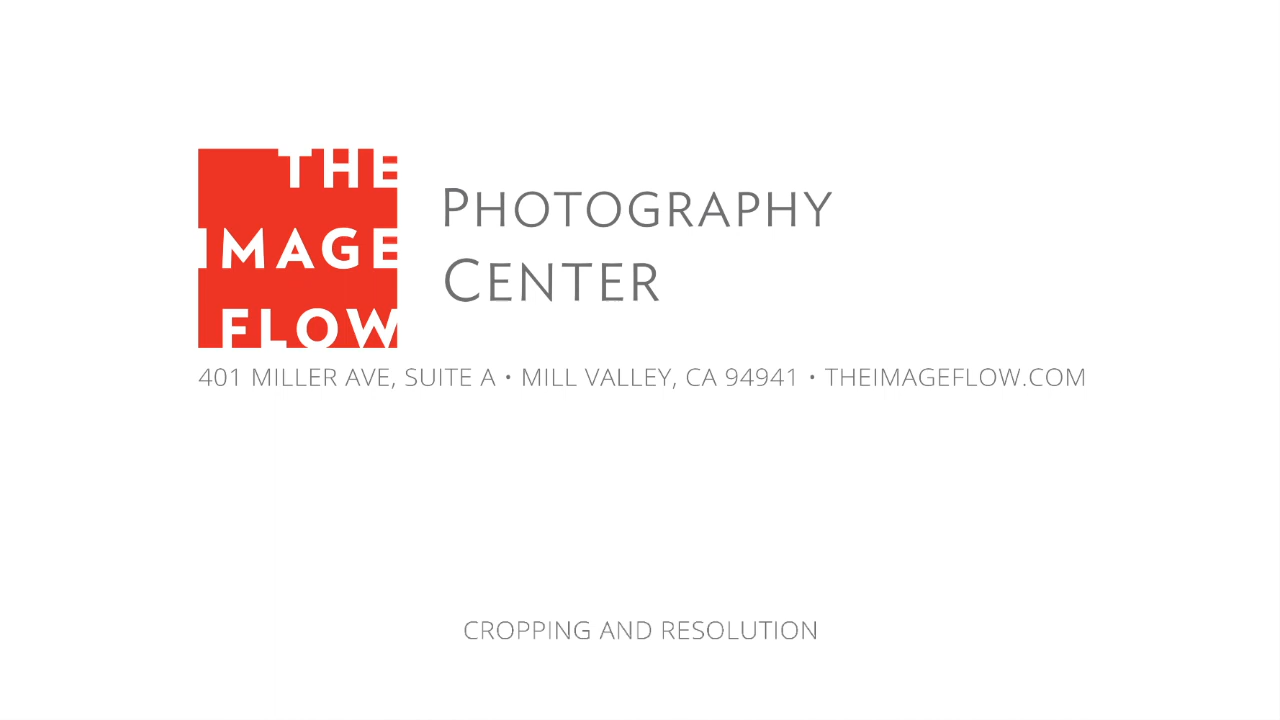 THE
IMAGE
FLOW
PHOTOGRAPHY
CENTER
401 MILLER AVE, SUITE A • MILL VALLEY, CA 94941 • THEIMAGEFLOW.COM
CROPPING AND RESOLUTION